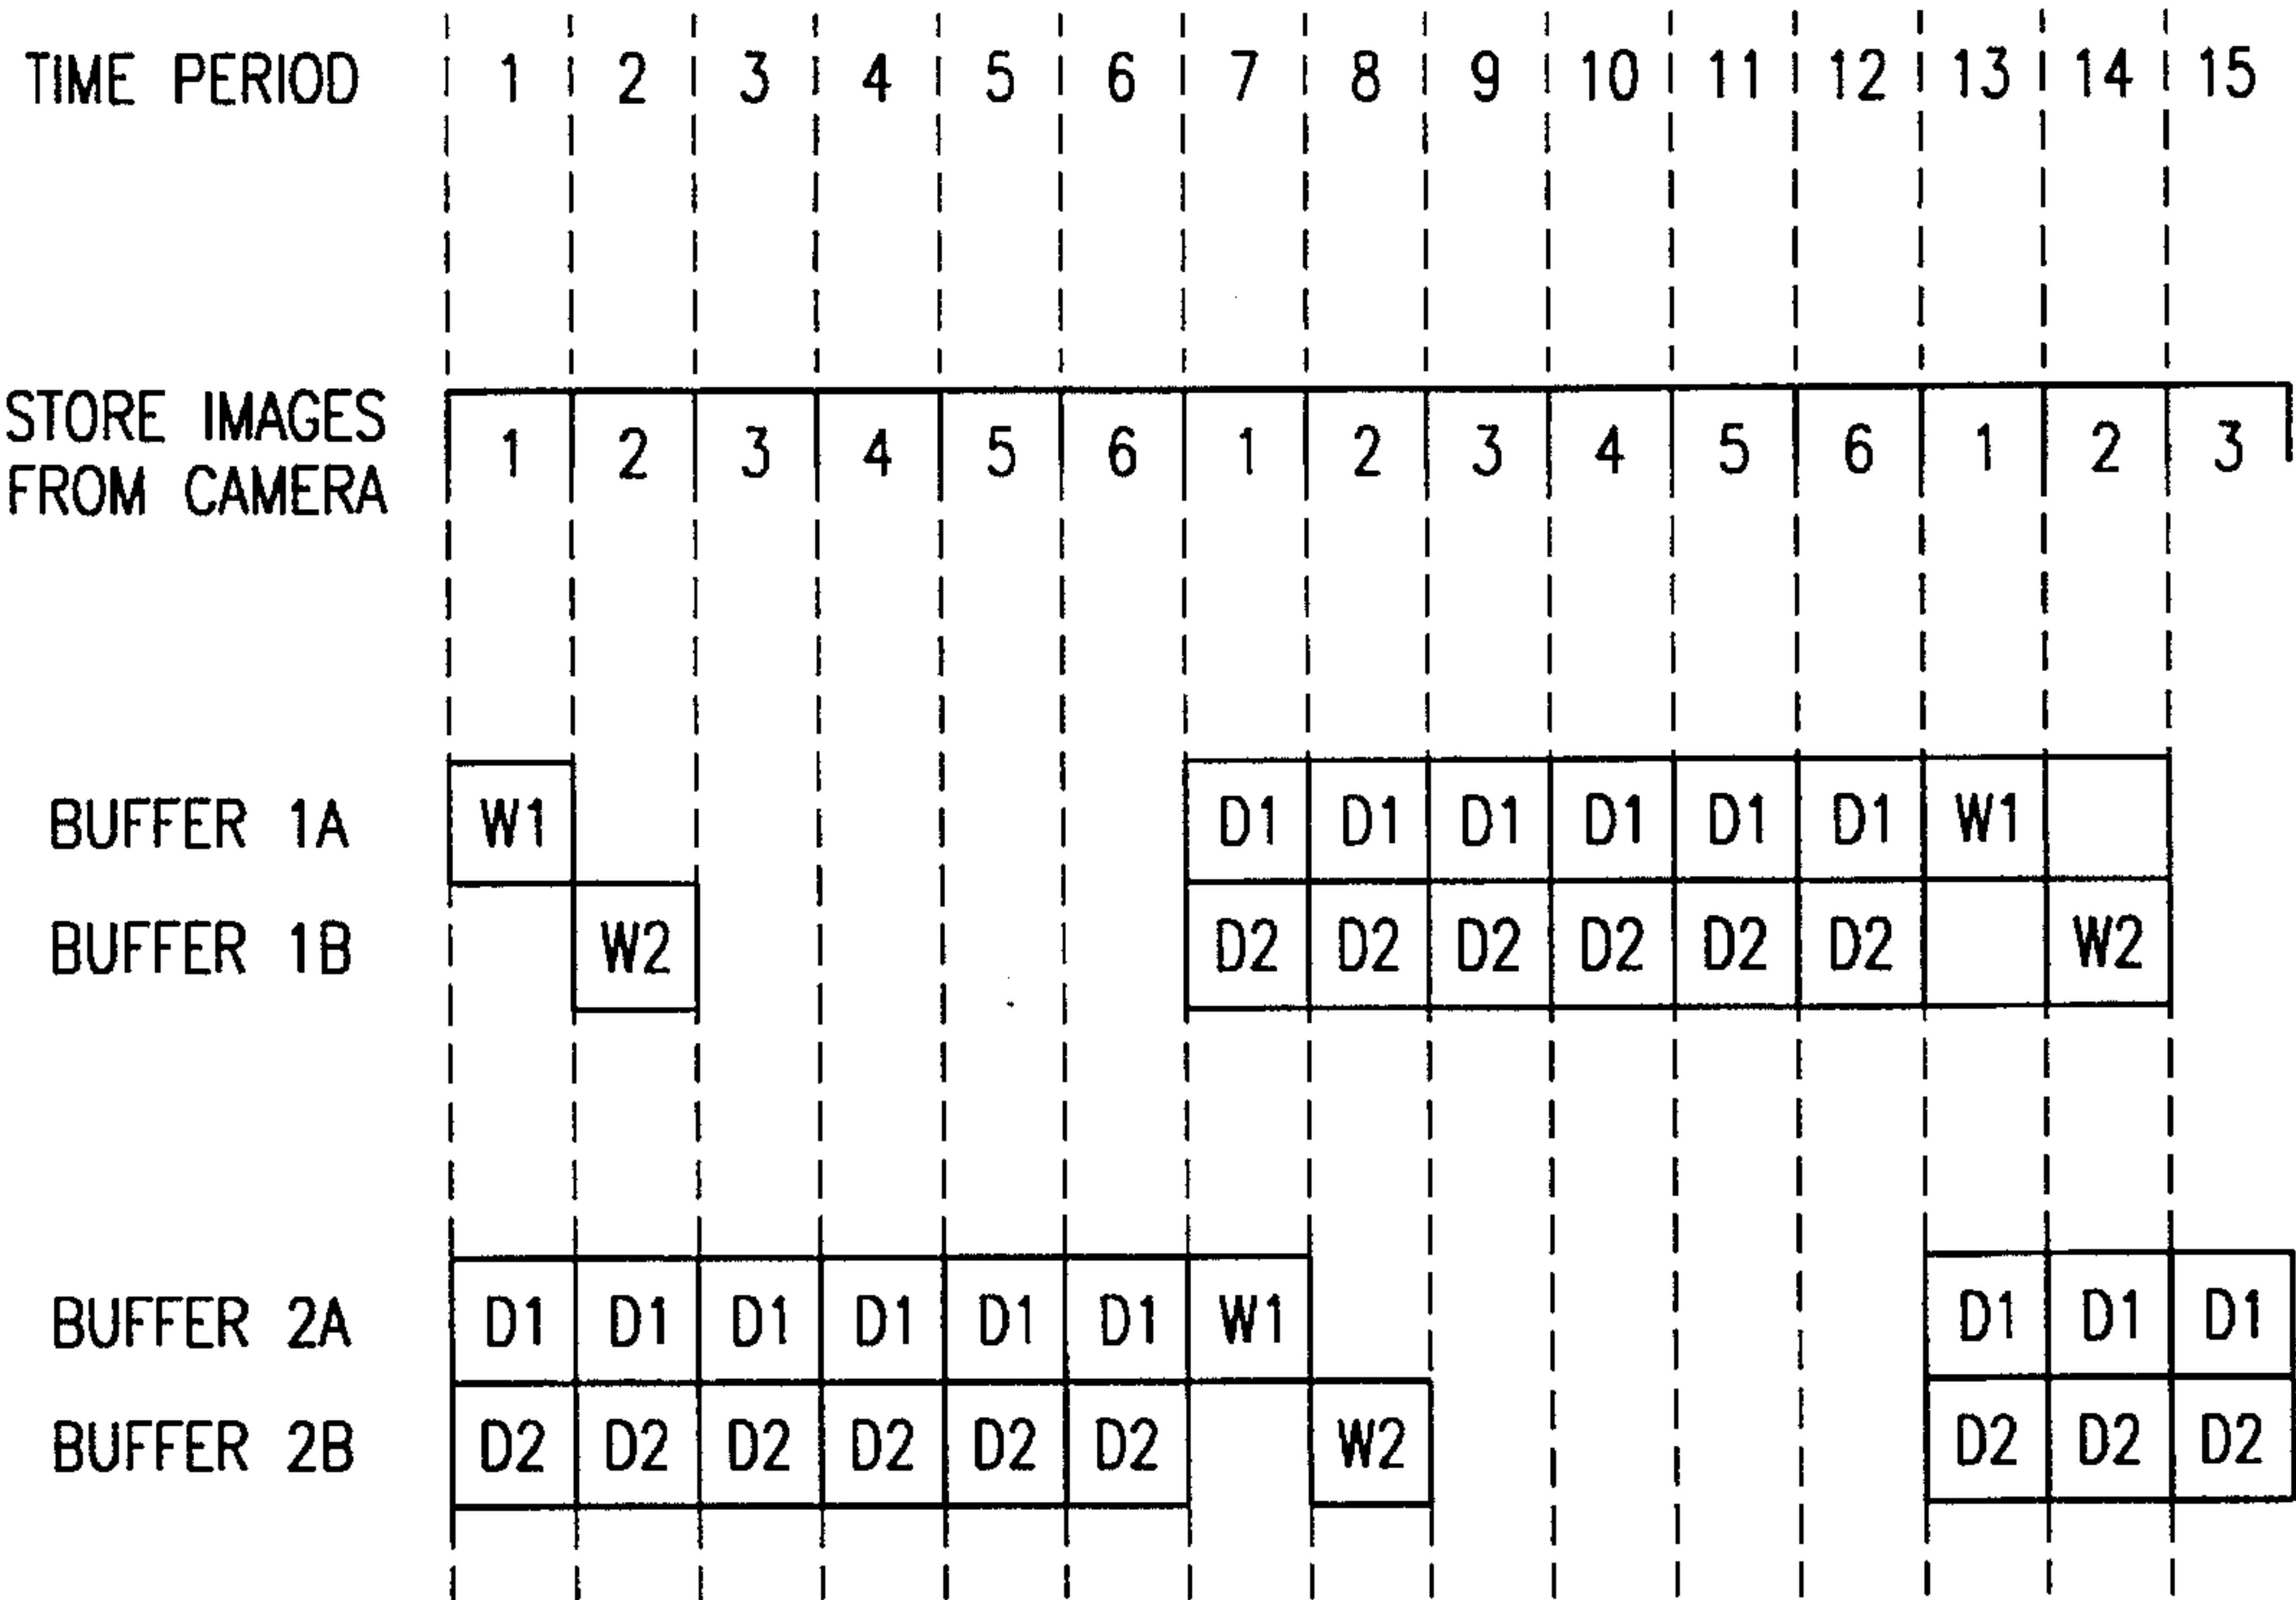 TIME PERIOD 1 2 3 4 5 6 7 8 9 10 11 12 13 14 15
STORE IMAGES
FROM CAMERA 1 2 3 4 5 6 1 2 3 4 5 6 1 2 3
BUFFER 1A W1 D1 D1 D1 D1 D1 D1 W1
BUFFER 1B W2 D2 D2 D2 D2 D2 D2 W2
BUFFER 2A D1 D1 D1 D1 D1 D1 W1 D1 D1 D1
BUFFER 2B D2 D2 D2 D2 D2 D2 W2 D2 D2 D2